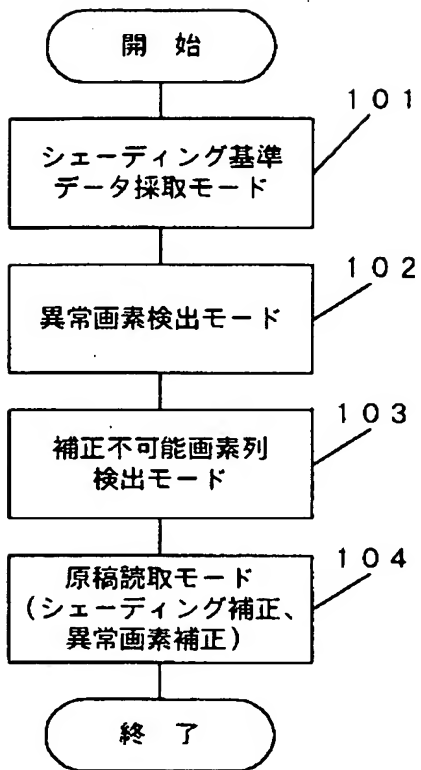 開 始
101
シェーディング基準
データ採取モード
102
異常画素検出モード
103
補正不可能画素列
検出モード
104
原稿読取モード
(シェーディング補正、
異常画素補正)
終 了